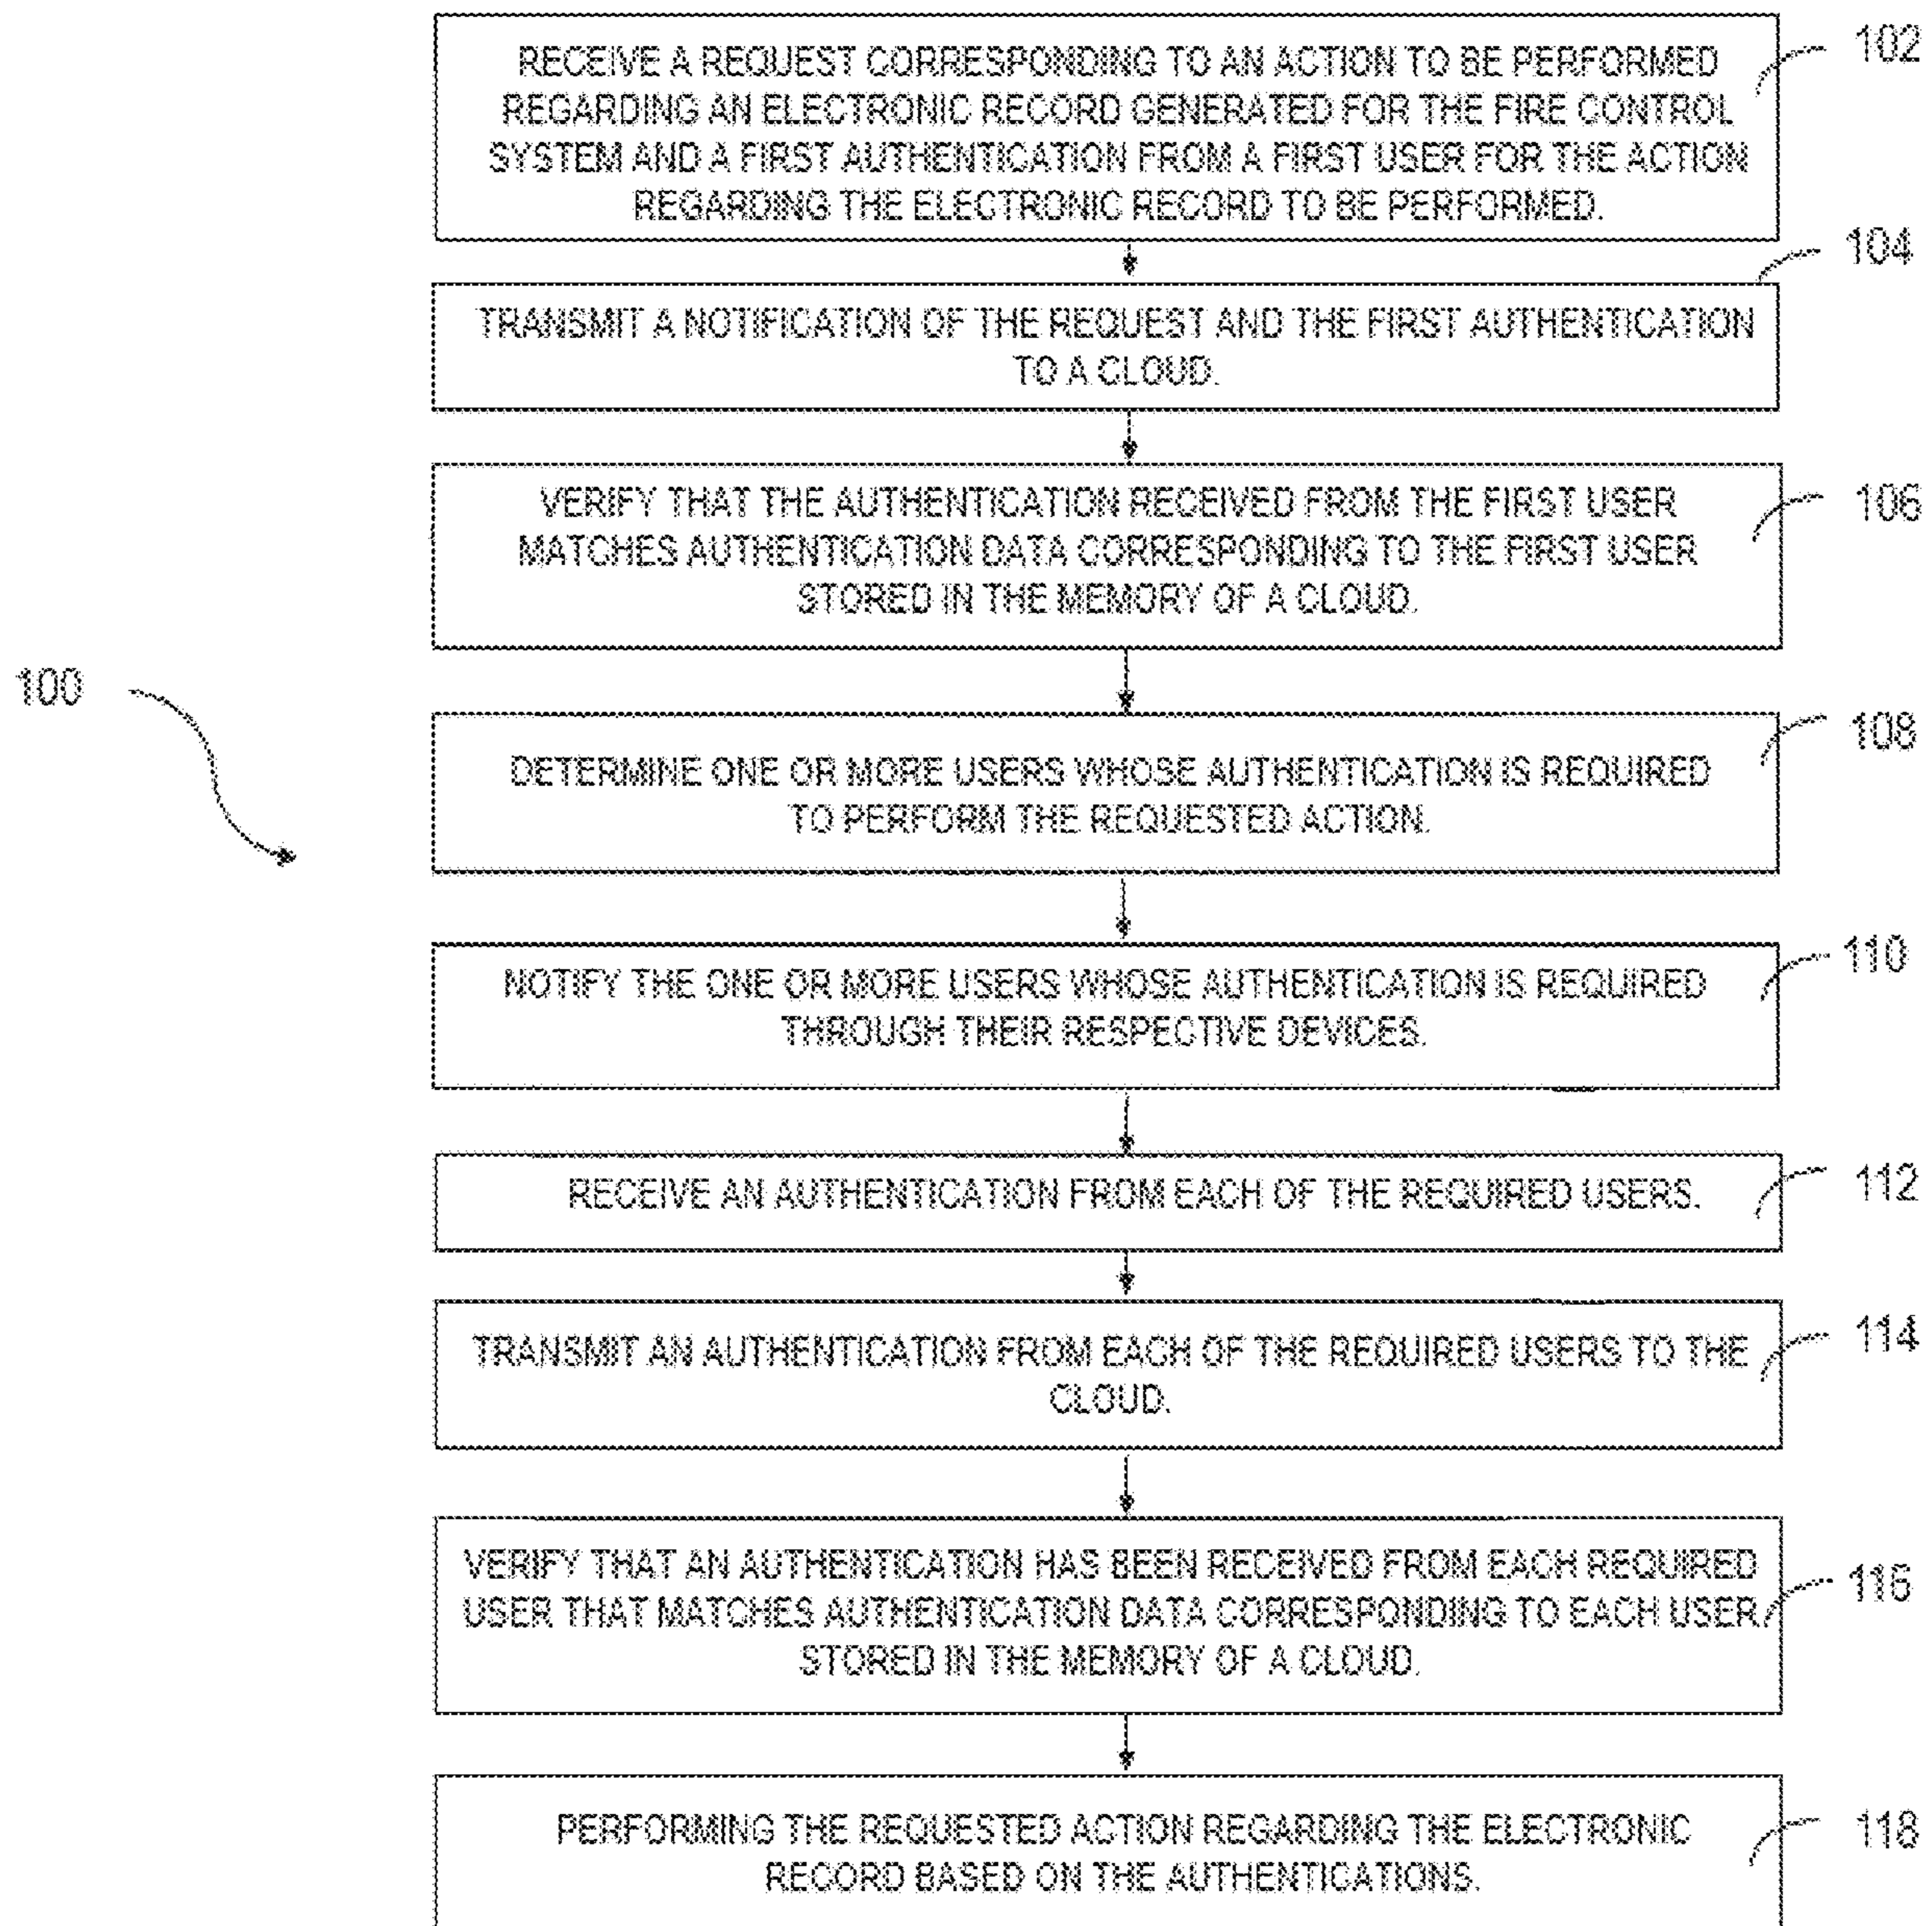 RECEIVE A REQUEST CORRESPONDING TO AN ACTION TO BE PERFORMED
REGARDING AN ELECTRONIC RECORD GENERATED FOR THE FIRE CONTROL
SYSTEM AND A FIRST AUTHENTICATION FROM A FIRST USER FOR THE ACTION
REGARDING THE ELECTRONIC RECORD TO BE PERFORMED.
102
104
TRANSMIT A NOTIFICATION OF THE REQUEST AND THE FIRST AUTHENTICATION
TO A CLOUD.
VERIFY THAT THE AUTHENTICATION RECEIVED FROM THE FIRST USER
MATCHES AUTHENTICATION DATA CORRESPONDING TO THE FIRST USER
STORED IN THE MEMORY OF A CLOUD.
106
100
DETERMINE ONE OR MORE USERS WHOSE AUTHENTICATION IS REQUIRED
TO PERFORM THE REQUESTED ACTION.
108
NOTIFY THE ONE OR MORE USERS WHOSE AUTHENTICATION IS REQUIRED
THROUGH THEIR RESPECTIVE DEVICES.
110
RECEIVE AN AUTHENTICATION FROM EACH OF THE REQUIRED USERS.
112
TRANSMIT AN AUTHENTICATION FROM EACH OF THE REQUIRED USERS TO THE
CLOUD.
114
VERIFY THAT AN AUTHENTICATION HAS BEEN RECEIVED FROM EACH REQUIRED
USER THAT MATCHES AUTHENTICATION DATA CORRESPONDING TO EACH USER
STORED IN THE MEMORY OF A CLOUD.
116
PERFORMING THE REQUESTED ACTION REGARDING THE ELECTRONIC
RECORD BASED ON THE AUTHENTICATIONS.
118